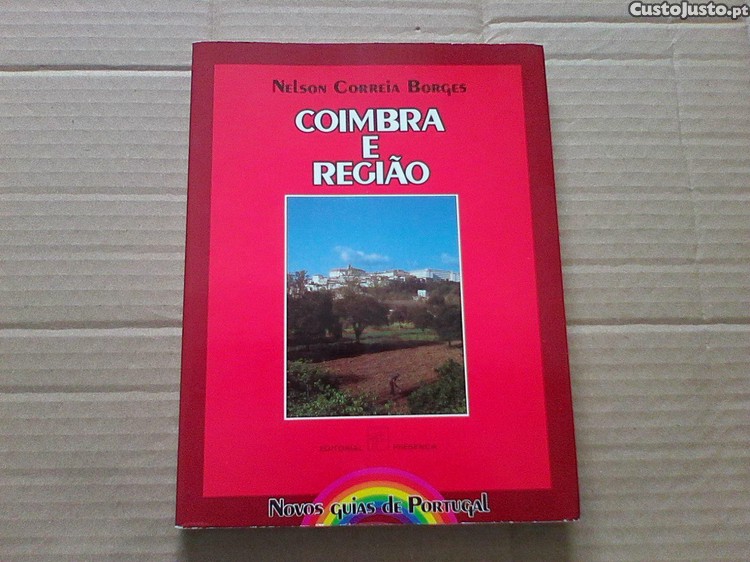 CustoJusto.pt
Nelson Correia Borges
COIMBRA
E
REGIÃO
EDITORIAL PRESENÇA
Novos guias de Portugal